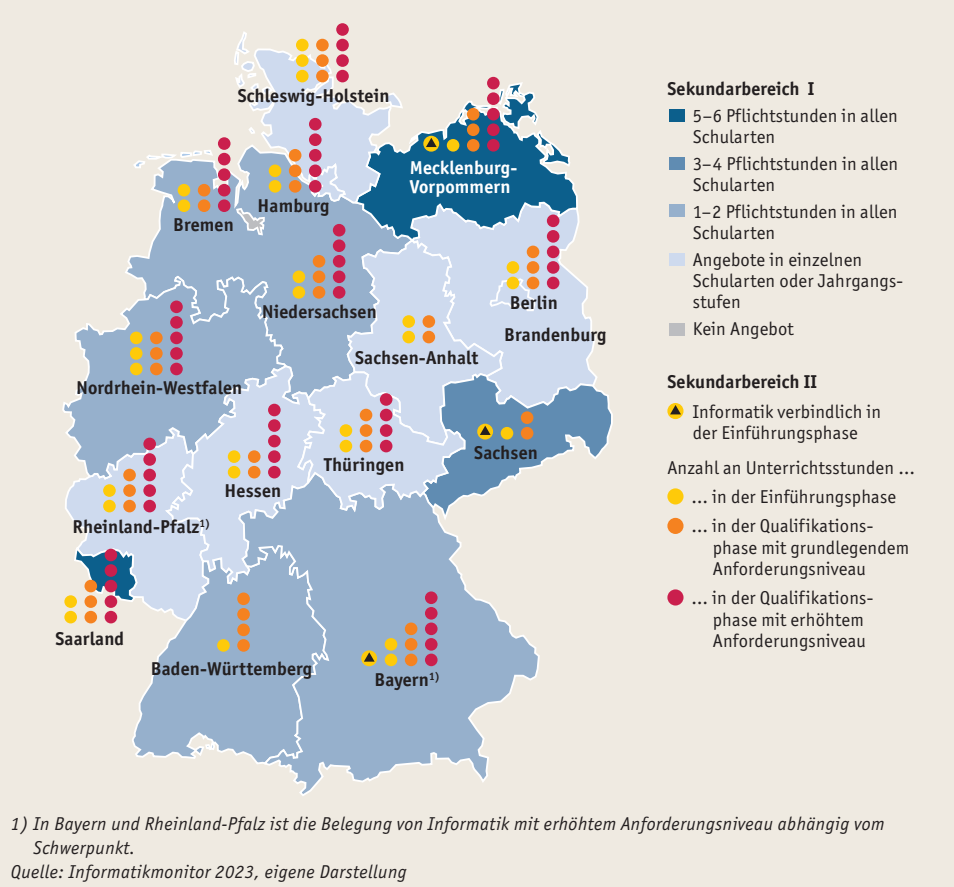 Schleswig-Holstein
Mecklenburg-
Vorpommern
Hamburg
Bremen
Niedersachsen
Berlin
Brandenburg
Sachsen-Anhalt
Nordrhein-Westfalen
Sachsen
Thüringen
Hessen
Rheinland-Pfalz1)
Saarland
Baden-Württemberg
Bayern1)
Sekundarbereich I
5–6 Pflichtstunden in allen
Schularten
3–4 Pflichtstunden in allen
Schularten
1–2 Pflichtstunden in allen
Schularten
Angebote in einzelnen
Schularten oder Jahrgangs-
stufen
Kein Angebot
Sekundarbereich II
Informatik verbindlich in
der Einführungsphase
Anzahl an Unterrichtsstunden ...
... in der Einführungsphase
... in der Qualifikations-
phase mit grundlegendem
Anforderungsniveau
... in der Qualifikations-
phase mit erhöhtem
Anforderungsniveau
1) In Bayern und Rheinland-Pfalz ist die Belegung von Informatik mit erhöhtem Anforderungsniveau abhängig vom
Schwerpunkt.
Quelle: Informatikmonitor 2023, eigene Darstellung